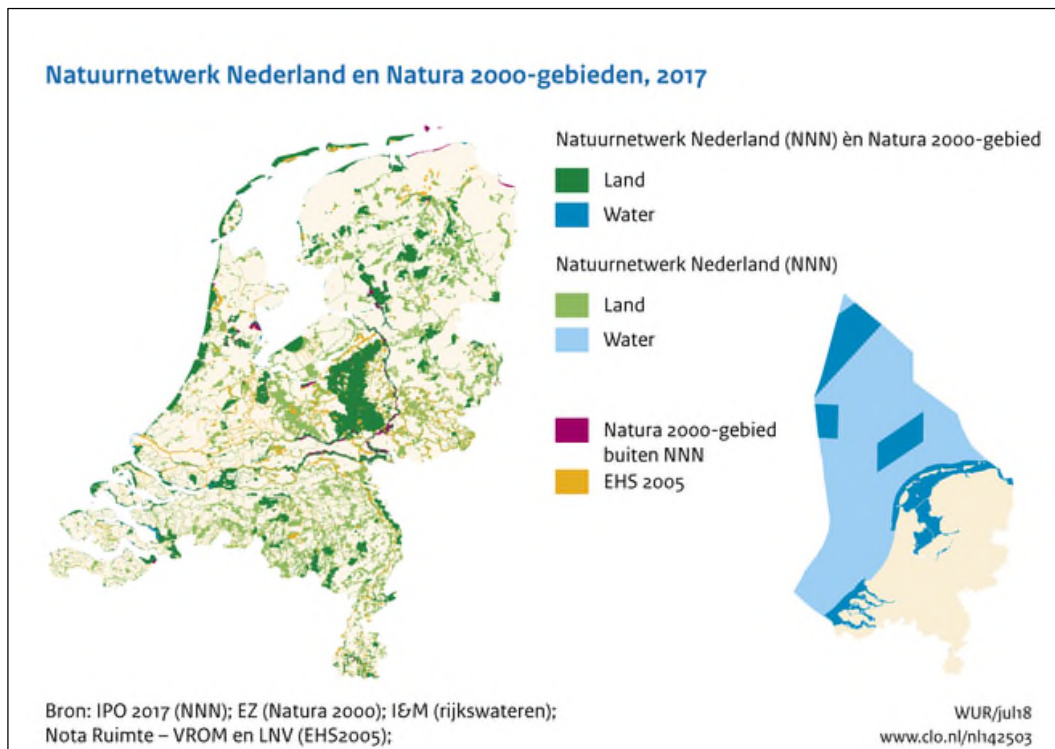 Natuurnetwerk Nederland en Natura 2000-gebieden, 2017
Natuurnetwerk Nederland (NNN) èn Natura 2000-gebied
Land
Water
Natuurnetwerk Nederland (NNN)
Land
Water
Natura 2000-gebied
buiten NNN
EHS 2005
Bron: IPO 2017 (NNN); EZ (Natura 2000); I&M (rijkswateren);
Nota Ruimte – VROM en LNV (EHS2005);
WUR/jul18
www.clo.nl/nl142503